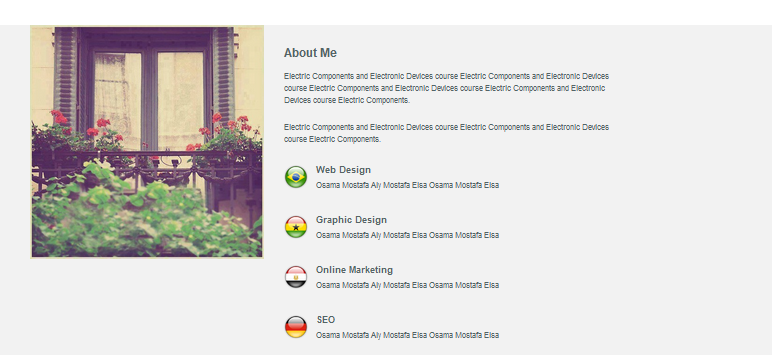 About Me
Electric Components and Electronic Devices course Electric Components and Electronic Devices
course Electric Components and Electronic Devices course Electric Components and Electronic
Devices course Electric Components.
Electric Components and Electronic Devices course Electric Components and Electronic Devices
course Electric Components.
Web Design
Osama Mostafa Aly Mostafa Elsa Osama Mostafa Elsa
Graphic Design
Osama Mostafa Aly Mostafa Elsa Osama Mostafa Elsa
Online Marketing
Osama Mostafa Aly Mostafa Elsa Osama Mostafa Elsa
SEO
Osama Mostafa Aly Mostafa Elsa Osama Mostafa Elsa